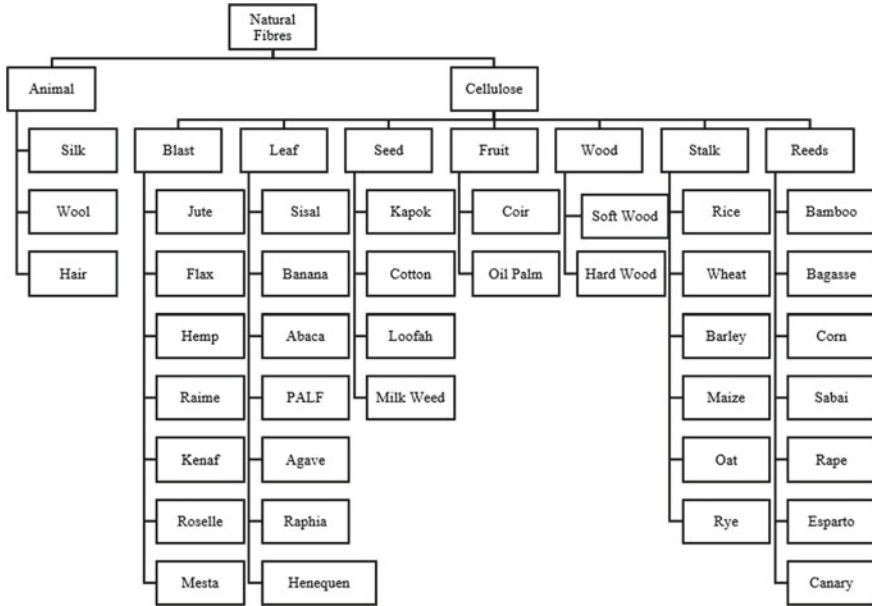 Natural
Fibres
Animal
Cellulose
Silk
Wool
Hair
Blast
Jute
Flax
Hemp
Raime
Kenaf
Roselle
Mesta
Leaf
Sisal
Banana
Abaca
PALF
Agave
Raphia
Henequen
Seed
Kapok
Cotton
Loofah
Milk Weed
Fruit
Coir
Oil Palm
Wood
Soft Wood
Hard Wood
Stalk
Rice
Wheat
Barley
Maize
Oat
Rye
Reeds
Bamboo
Bagasse
Corn
Sabai
Rape
Esparto
Canary